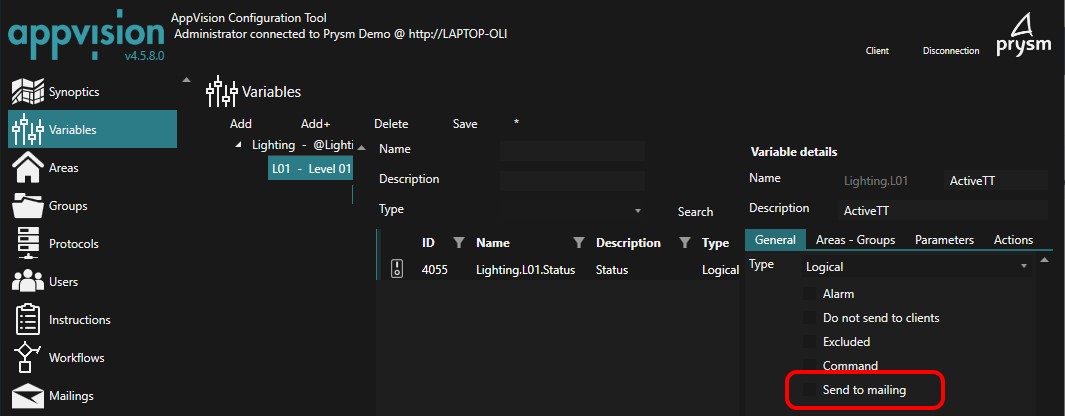 appvision
v4.5.8.0
AppVision Configuration Tool
Administrator connected to Prysm Demo @ http://LAPTOP-OLI
Client
Disconnection
prysm
Synoptics
Variables
Areas
Groups
Protocols
Users
Instructions
Workflows
Mailings
Variables
Add Add+ Delete Save *
Lighting - @Lighti
L01 - Level 01
Name
Description
Type
Search
ID Name Description Type
4055 Lighting.L01.Status Status Logical
Variable details
Name Lighting.L01 ActiveTT
Description ActiveTT
General Areas - Groups Parameters Actions
Type Logical
Alarm
Do not send to clients
Excluded
Command
Send to mailing